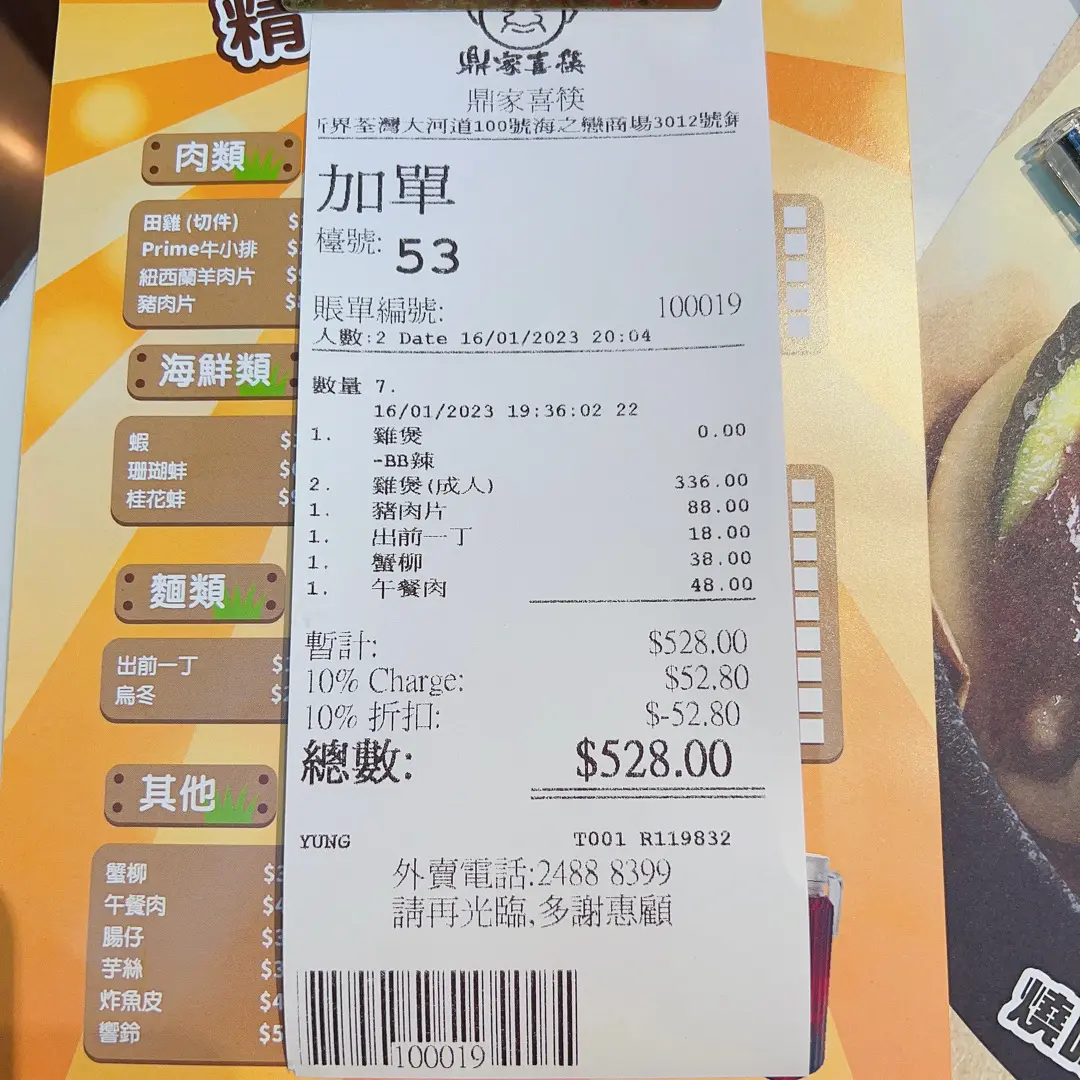 精
肉類
田雞 (切件) $
Prime牛小排 $
紐西蘭羊肉片 $
豬肉片 $
海鮮類
蝦 $
珊瑚蚌 $
桂花蚌 $
麵類
出前一丁 $
烏冬 $
其他
蟹柳 $3
午餐肉 $4
腸仔 $3
芋絲 $3
炸魚皮 $4
響鈴 $5
鼎家喜筷
鼎家喜筷
界荃灣大河道100號海之戀商場3012號
加單
檯號: 53
賬單編號: 100019
人數:2 Date 16/01/2023 20:04
數量 7.
16/01/2023 19:36:02 22
1. 雞煲 0.00
-BB辣
2. 雞煲(成人) 336.00
1. 豬肉片 88.00
1. 出前一丁 18.00
1. 蟹柳 38.00
1. 午餐肉 48.00
暫計: $528.00
10% Charge: $52.80
10% 折扣: $-52.80
總數: $528.00
YUNG T001 R119832
外賣電話:2488 8399
請再光臨,多謝惠顧
100019
燒